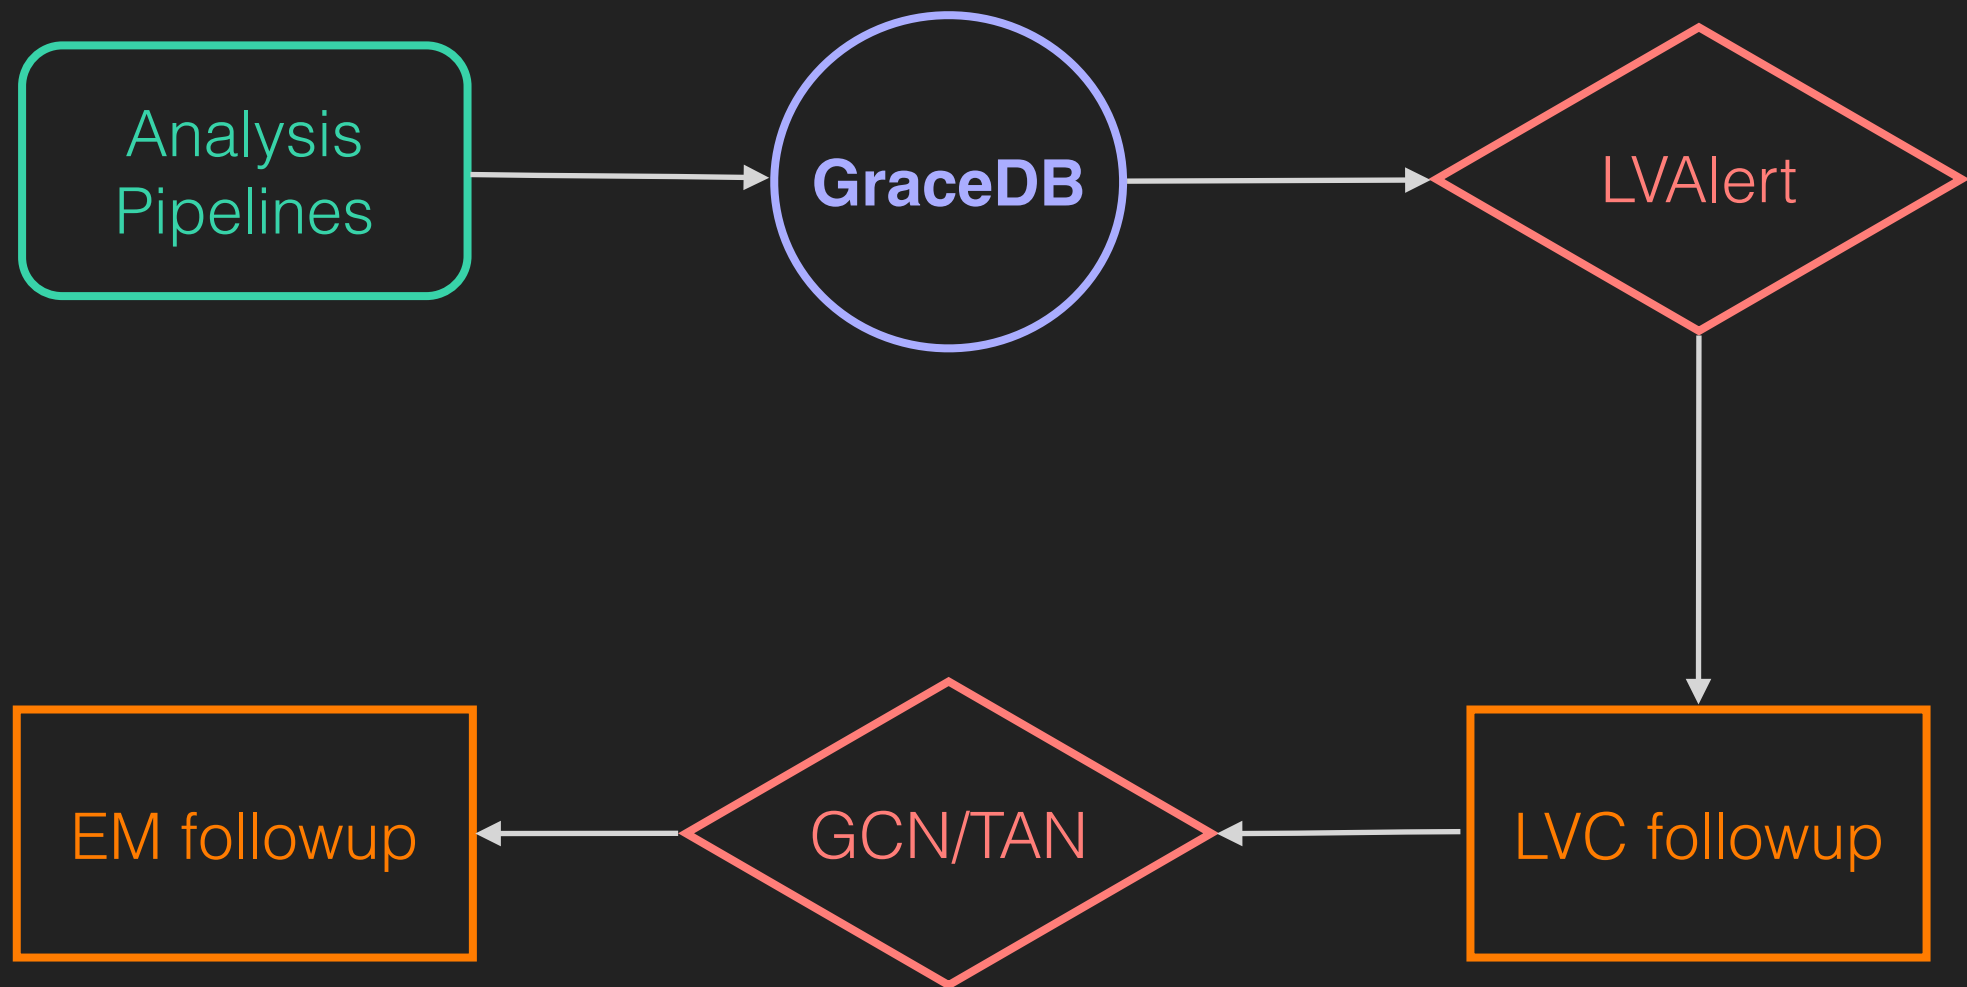 Analysis
Pipelines
GraceDB
LVAlert
EM followup
GCN/TAN
LVC followup